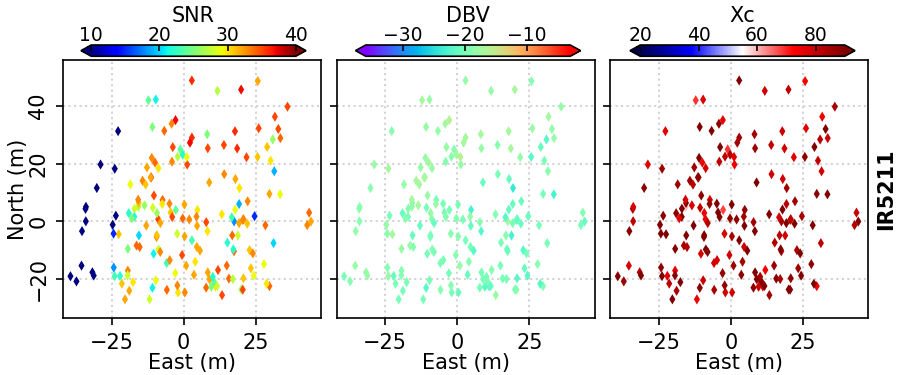 SNR DBV Xc
10 20 30 40 −30 −20 −10 20 40 60 80
40
20
0
−20
North (m)
IR5211
−25 0 25 −25 0 25 −25 0 25
East (m) East (m) East (m)